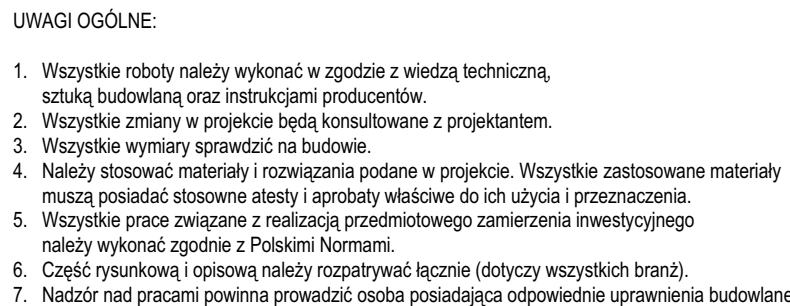 UWAGI OGÓLNE:
1. Wszystkie roboty należy wykonać w zgodzie z wiedzą techniczną,
sztuką budowlaną oraz instrukcjami producentów.
2. Wszystkie zmiany w projekcie będą konsultowane z projektantem.
3. Wszystkie wymiary sprawdzić na budowie.
4. Należy stosować materiały i rozwiązania podane w projekcie. Wszystkie zastosowane materiały
muszą posiadać stosowne atesty i aprobaty właściwe do ich użycia i przeznaczenia.
5. Wszystkie prace związane z realizacją przedmiotowego zamierzenia inwestycyjnego
należy wykonać zgodnie z Polskimi Normami.
6. Część rysunkową i opisową należy rozpatrywać łącznie (dotyczy wszystkich branż).
7. Nadzór nad pracami powinna prowadzić osoba posiadająca odpowiednie uprawnienia budowlane